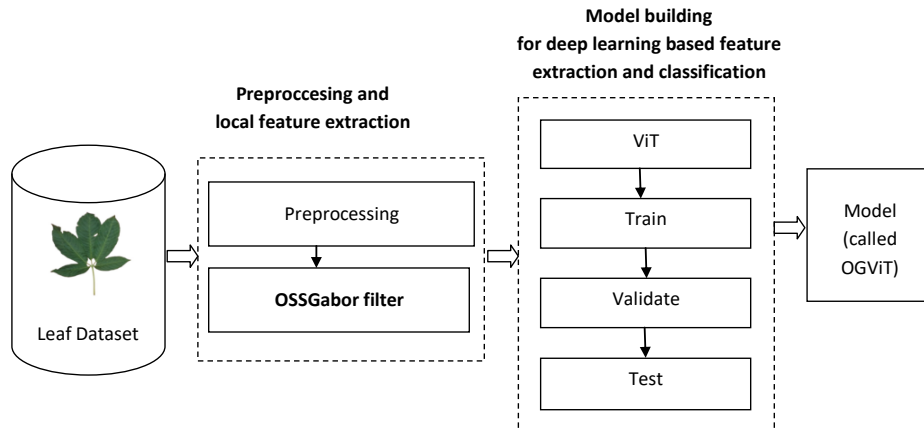 Model building
for deep learning based feature
extraction and classification
Preproccesing and
local feature extraction
Leaf Dataset
Preprocessing
OSSGabor filter
ViT
Train
Validate
Test
Model
(called
OGViT)